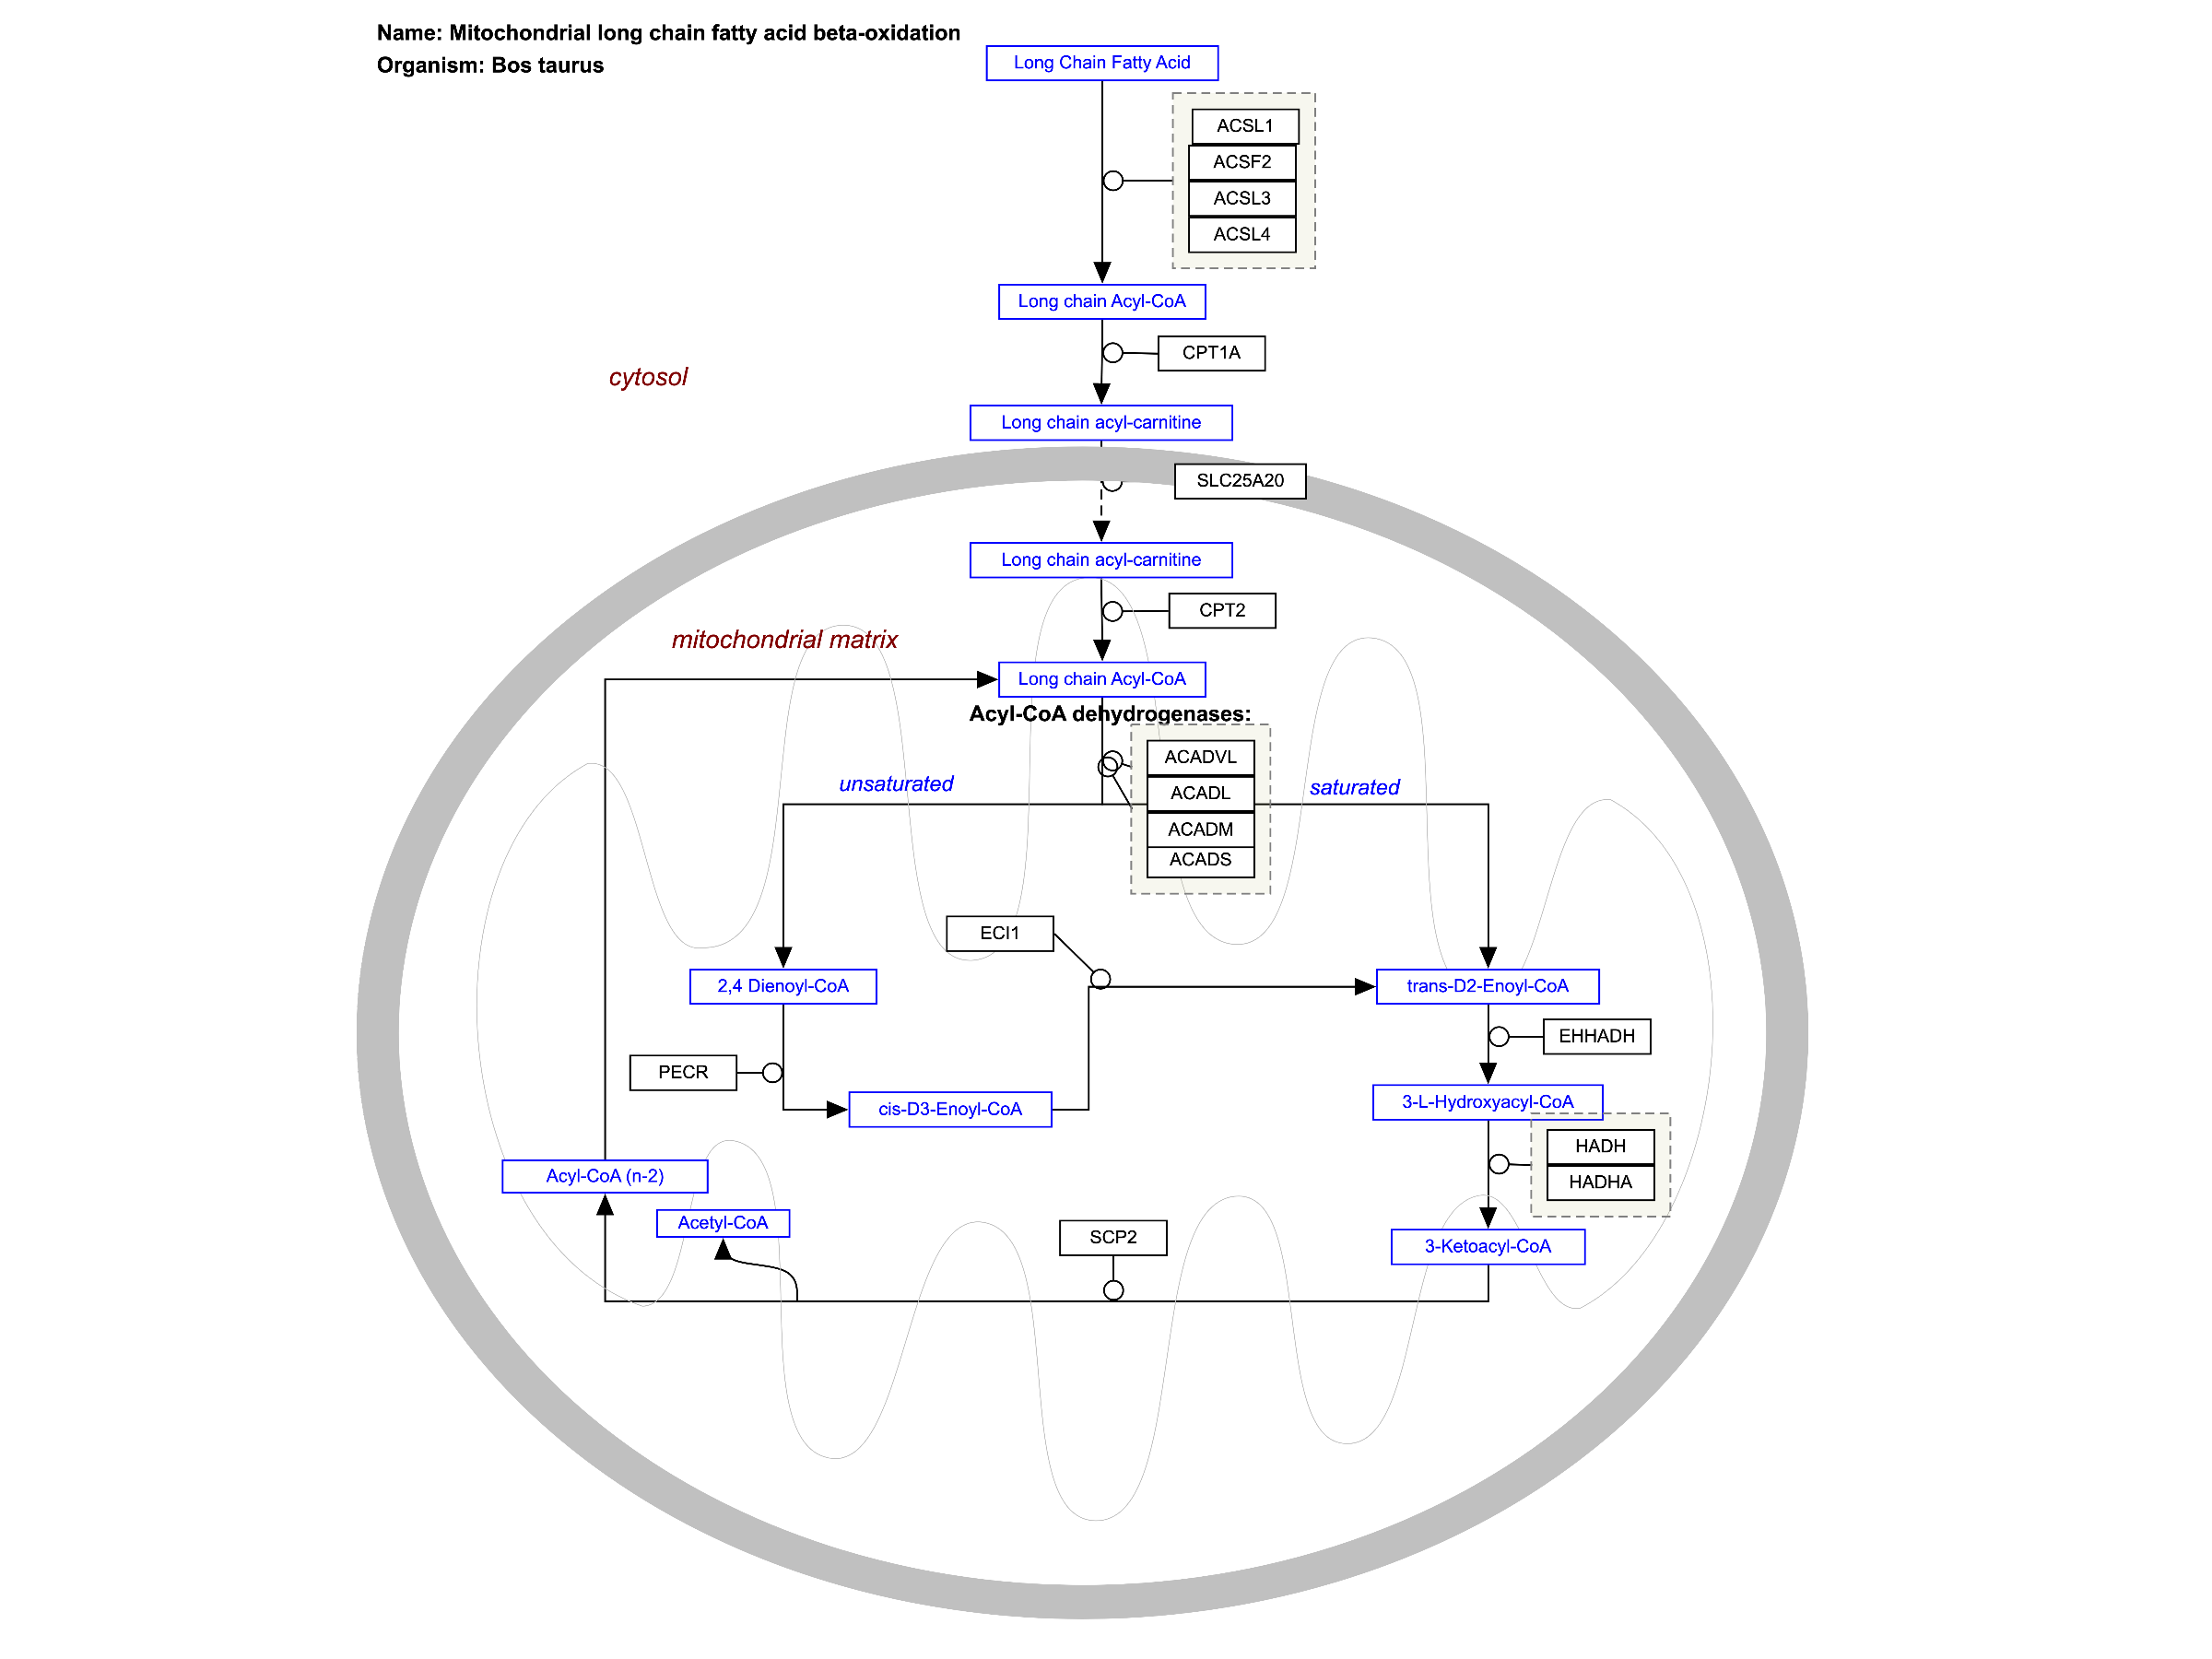 Name: Mitochondrial long chain fatty acid beta-oxidation
Organism: Bos taurus
Long Chain Fatty Acid
ACSL1
ACSF2
ACSL3
ACSL4
Long chain Acyl-CoA
CPT1A
cytosol
Long chain acyl-carnitine
SLC25A20
Long chain acyl-carnitine
CPT2
mitochondrial matrix
Long chain Acyl-CoA
Acyl-CoA dehydrogenases:
ACADVL
unsaturated
saturated
ACADL
ACADM
ACADS
ECI1
2,4 Dienoyl-CoA
trans-D2-Enoyl-CoA
EHHADH
PECR
cis-D3-Enoyl-CoA
3-L-Hydroxyacyl-CoA
HADH
HADHA
Acyl-CoA (n-2)
Acetyl-CoA
SCP2
3-Ketoacyl-CoA